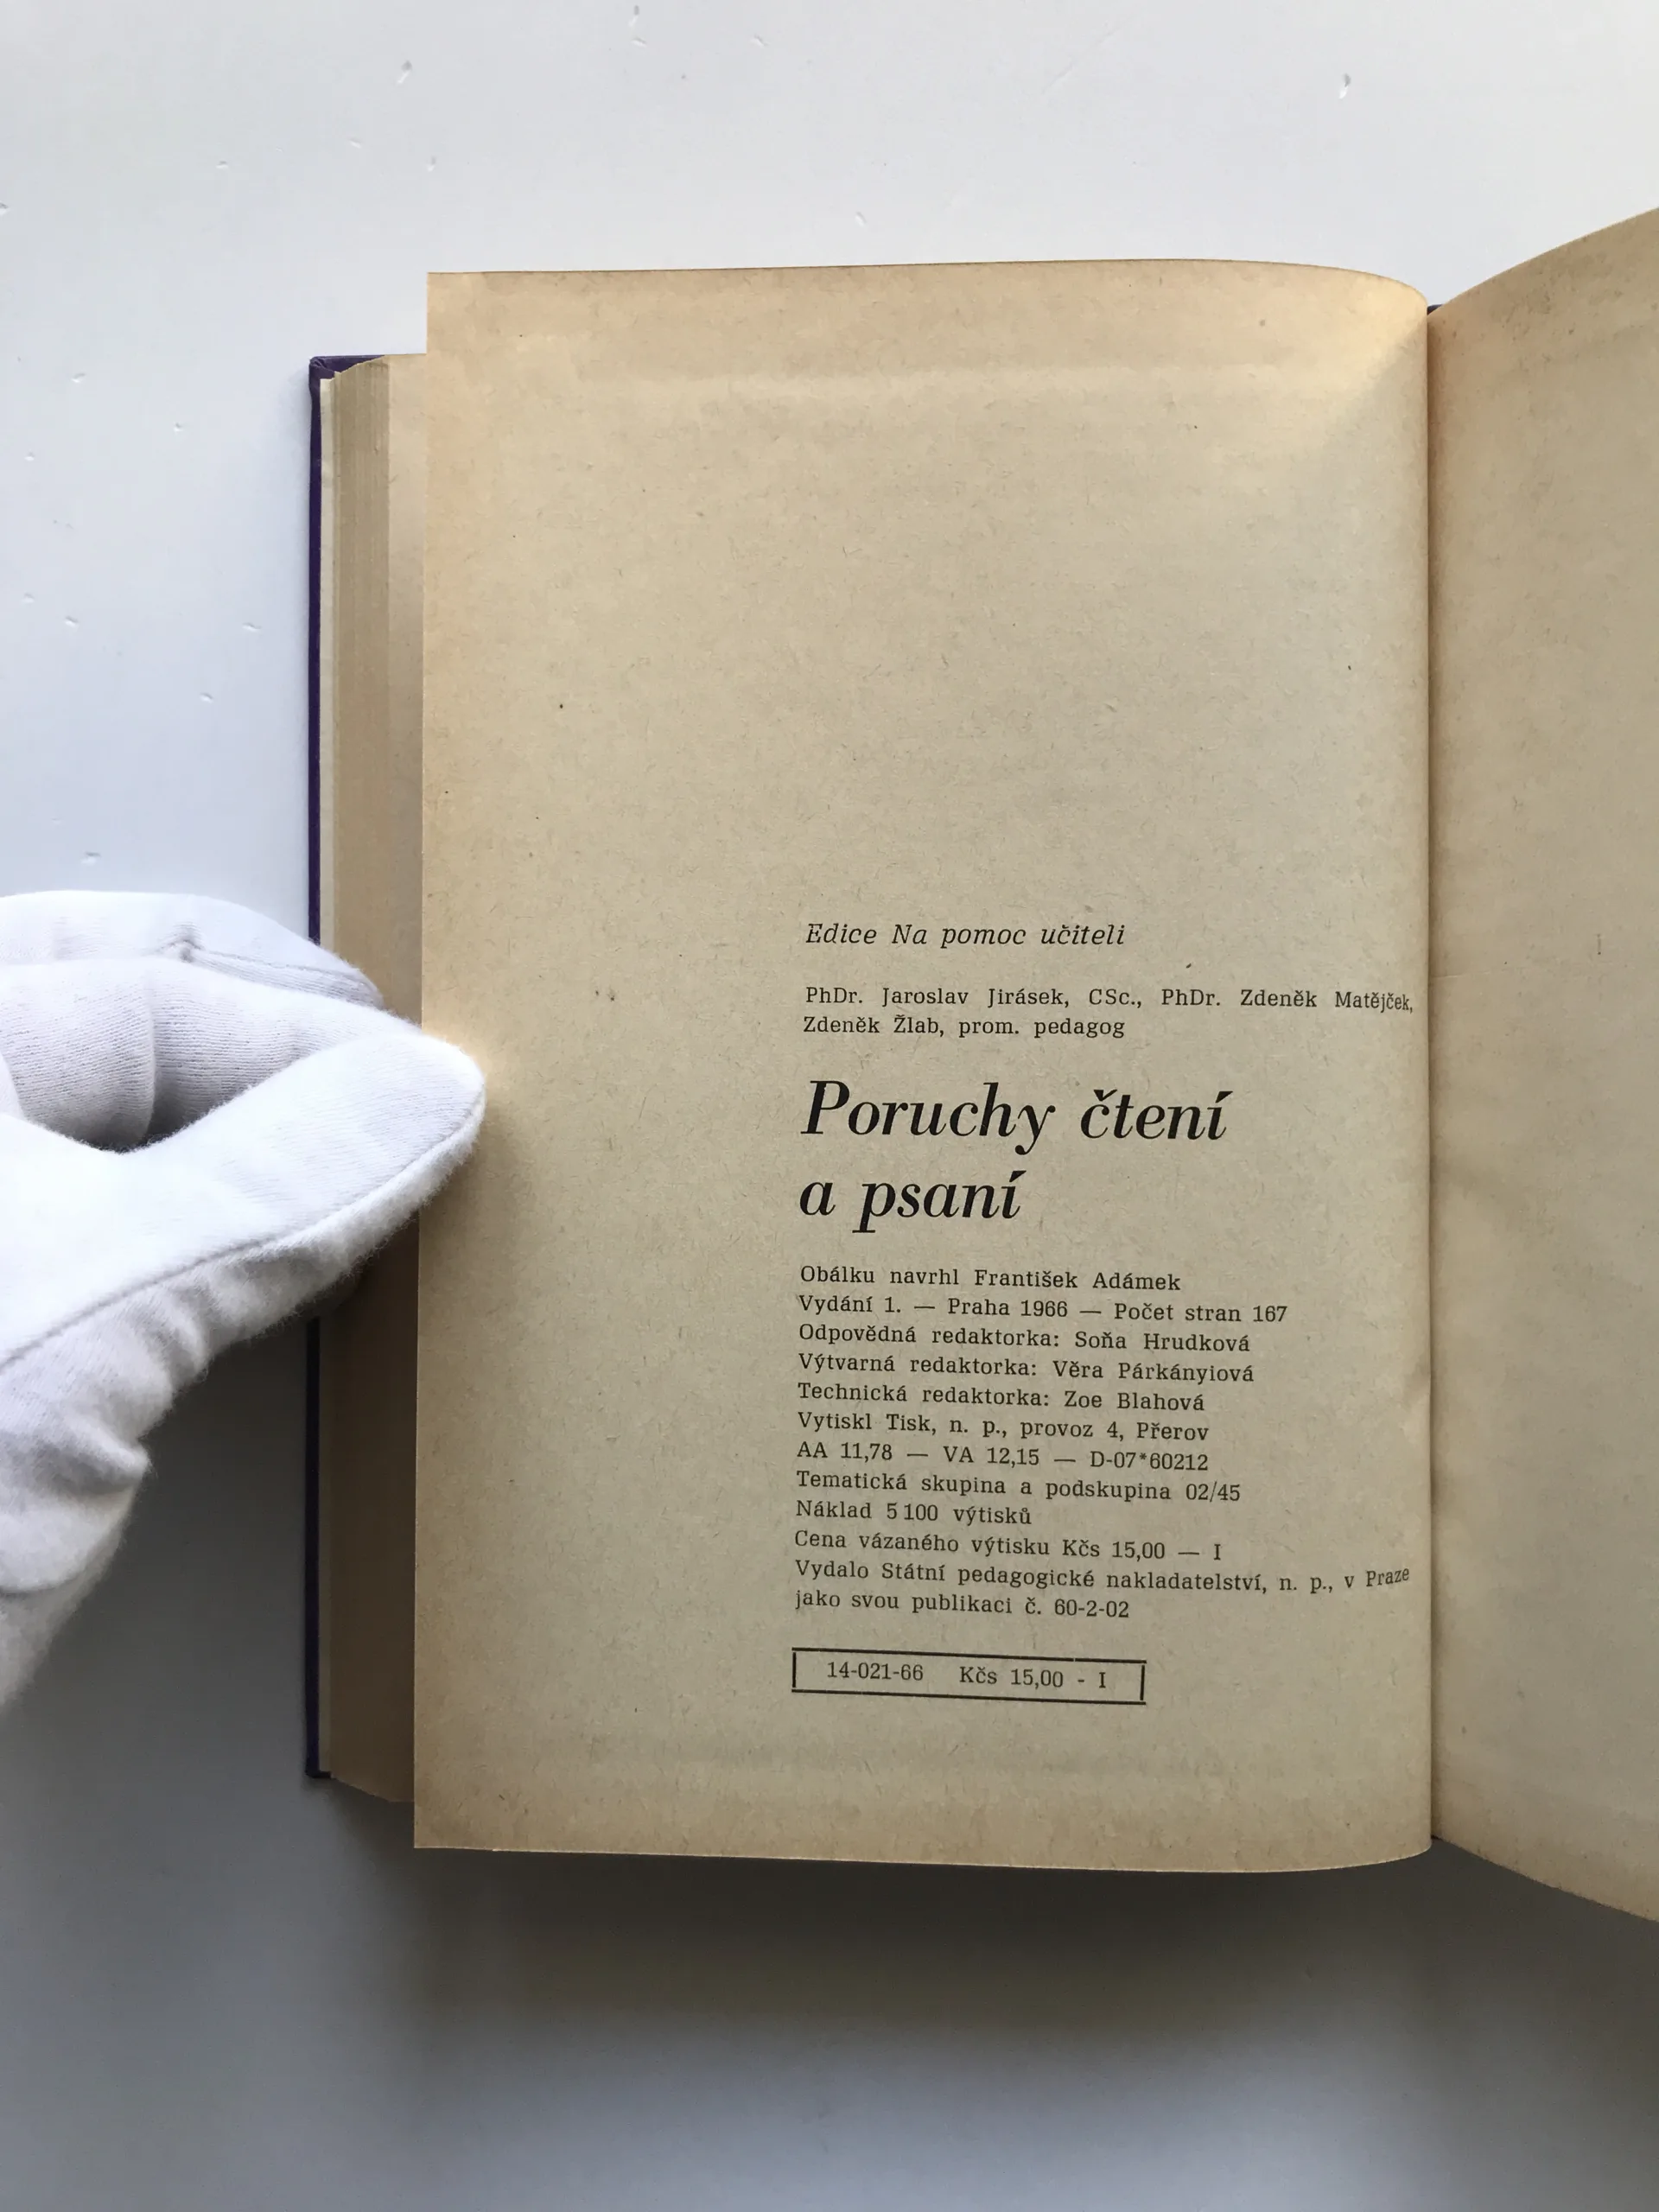 Edice Na pomoc učiteli
PhDr. Jaroslav Jirásek, CSc., PhDr. Zdeněk Matějček,
Zdeněk Žlab, prom. pedagog
Poruchy čtení
a psaní
Obálku navrhl František Adámek
Vydání 1. — Praha 1966 — Počet stran 167
Odpovědná redaktorka: Soňa Hrudková
Výtvarná redaktorka: Věra Párkányiová
Technická redaktorka: Zoe Blahová
Vytiskl Tisk, n. p., provoz 4, Přerov
AA 11,78 — VA 12,15 — D-07*60212
Tematická skupina a podskupina 02/45
Náklad 5 100 výtisků
Cena vázaného výtisku Kčs 15,00 — I
Vydalo Státní pedagogické nakladatelství, n. p., v Praze
jako svou publikaci č. 60-2-02
14-021-66 Kčs 15,00 - I